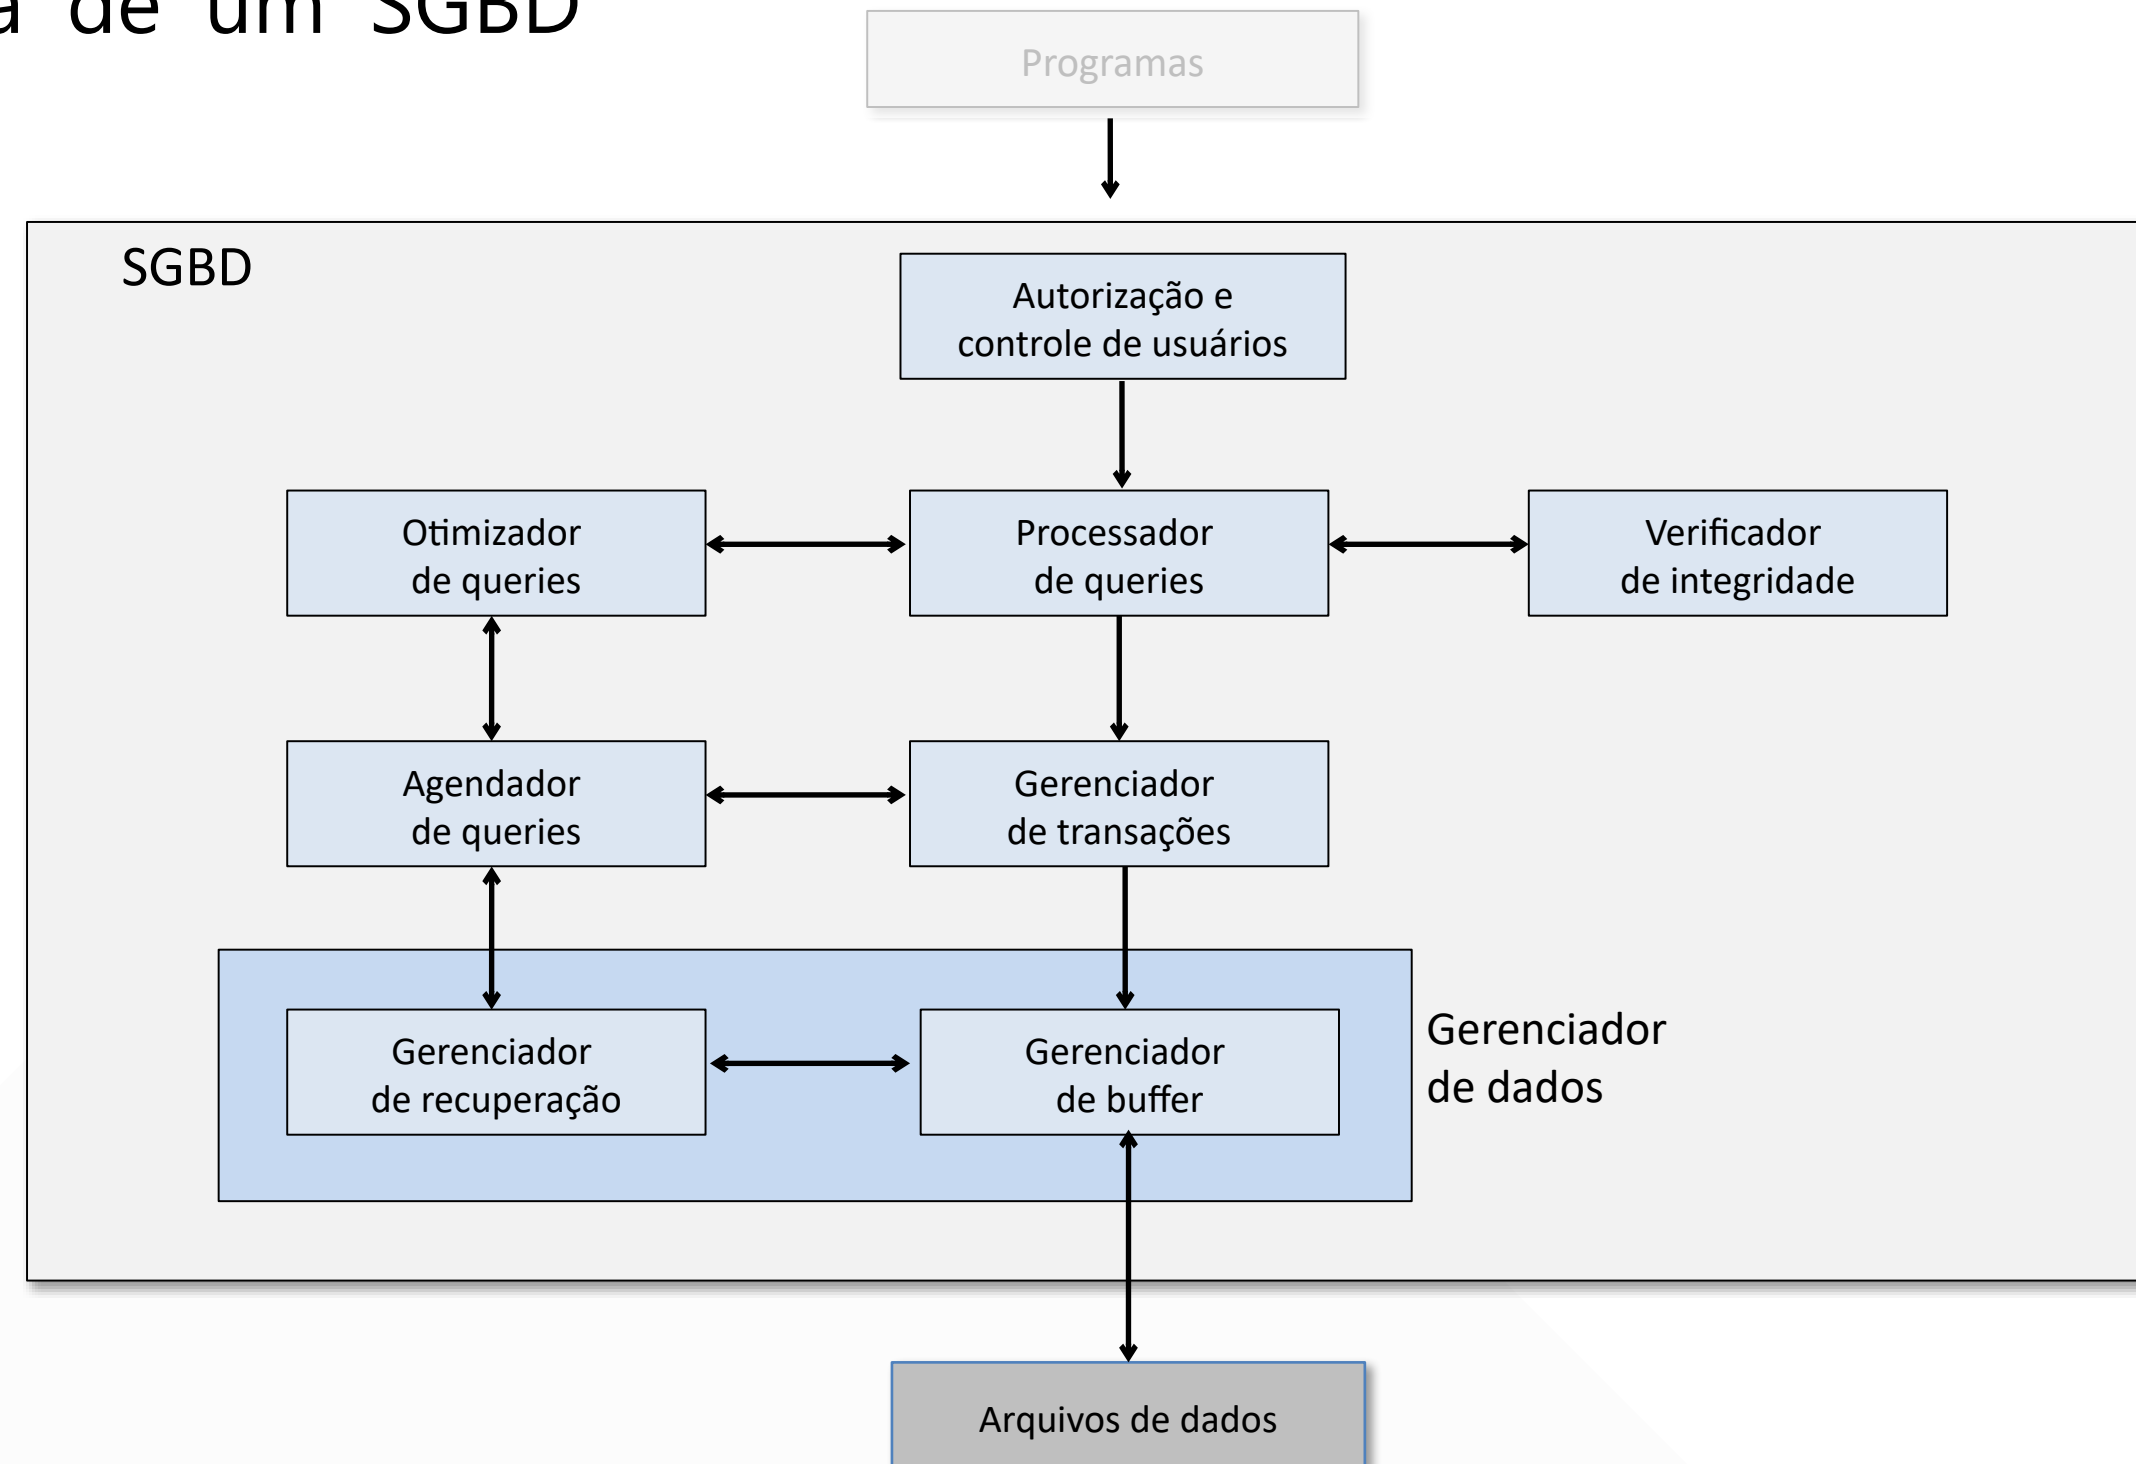 de um SGBD
Programas
SGBD
Autorização e
controle de usuários
Otimizador
de queries
Processador
de queries
Verificador
de integridade
Agendador
de queries
Gerenciador
de transações
Gerenciador
de recuperação
Gerenciador
de buffer
Gerenciador
de dados
Arquivos de dados